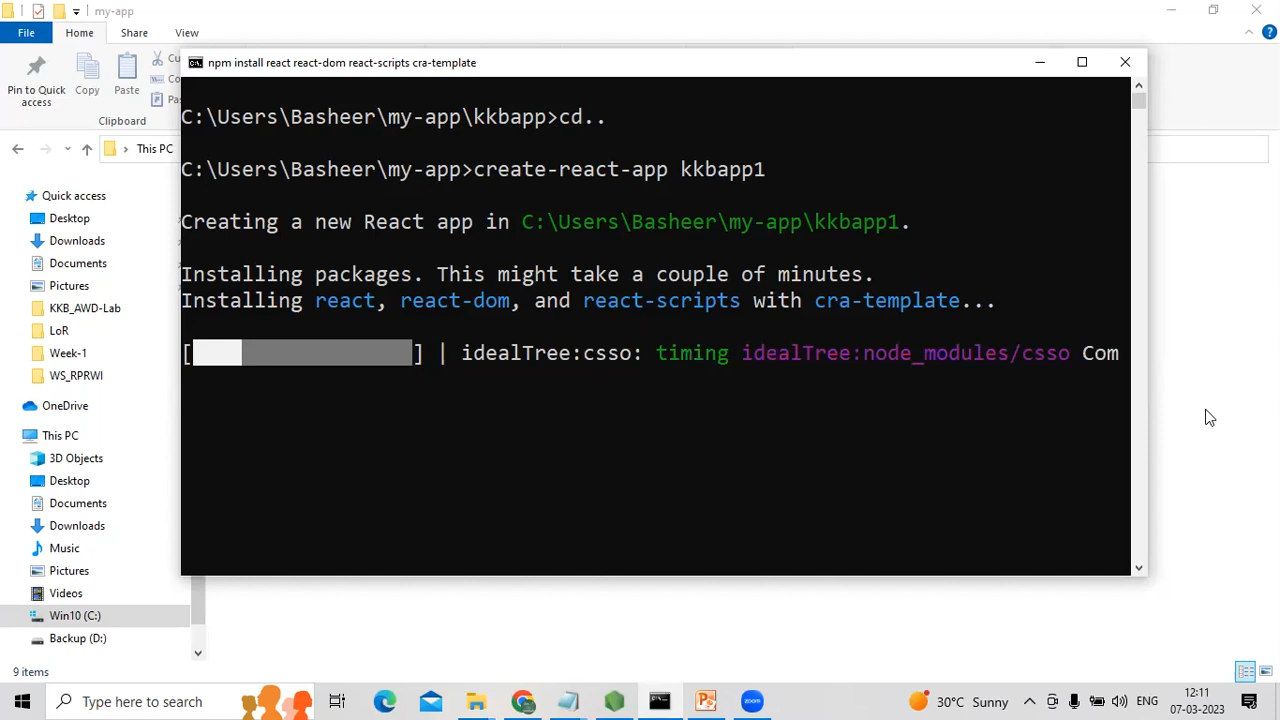 my-app
File Home Share View
npm install react react-dom react-scripts cra-template
Pin to Quick access
Copy
Paste
Clipboard
This PC
C:\Users\Basheer\my-app\kkbapp>cd..
C:\Users\Basheer\my-app>create-react-app kkbapp1
Creating a new React app in C:\Users\Basheer\my-app\kkbapp1.
Installing packages. This might take a couple of minutes.
Installing react, react-dom, and react-scripts with cra-template...
[ ] | idealTree:csso: timing idealTree:node_modules/csso Com
Quick access
Desktop
Downloads
Documents
Pictures
KKB_AWD-Lab
LoR
Week-1
WS_RPRWI
OneDrive
This PC
3D Objects
Desktop
Documents
Downloads
Music
Pictures
Videos
Win10 (C:)
Backup (D:)
9 items
Type here to search
30°C Sunny
ENG
12:11
07-03-2023